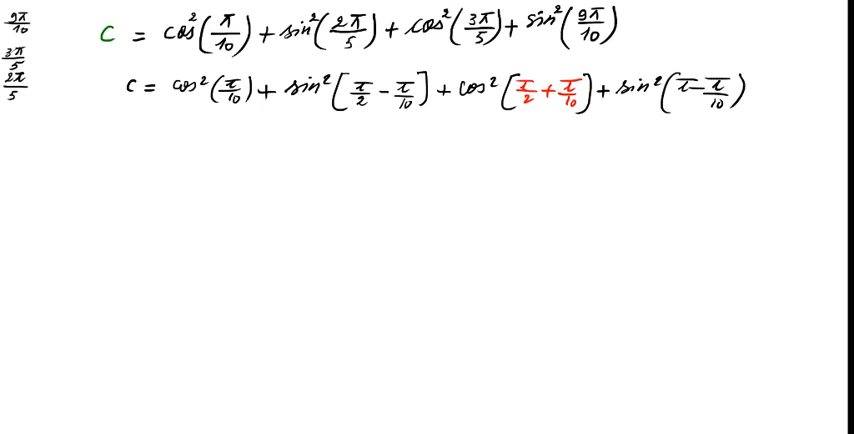 9π/10
3π/5
2π/5
C = cos²(π/10) + sin²(2π/5) + cos²(3π/5) + sin²(9π/10)
C = cos²(π/10) + sin²[π/2 - π/10] + cos²[π/2 + π/10] + sin²(π - π/10)